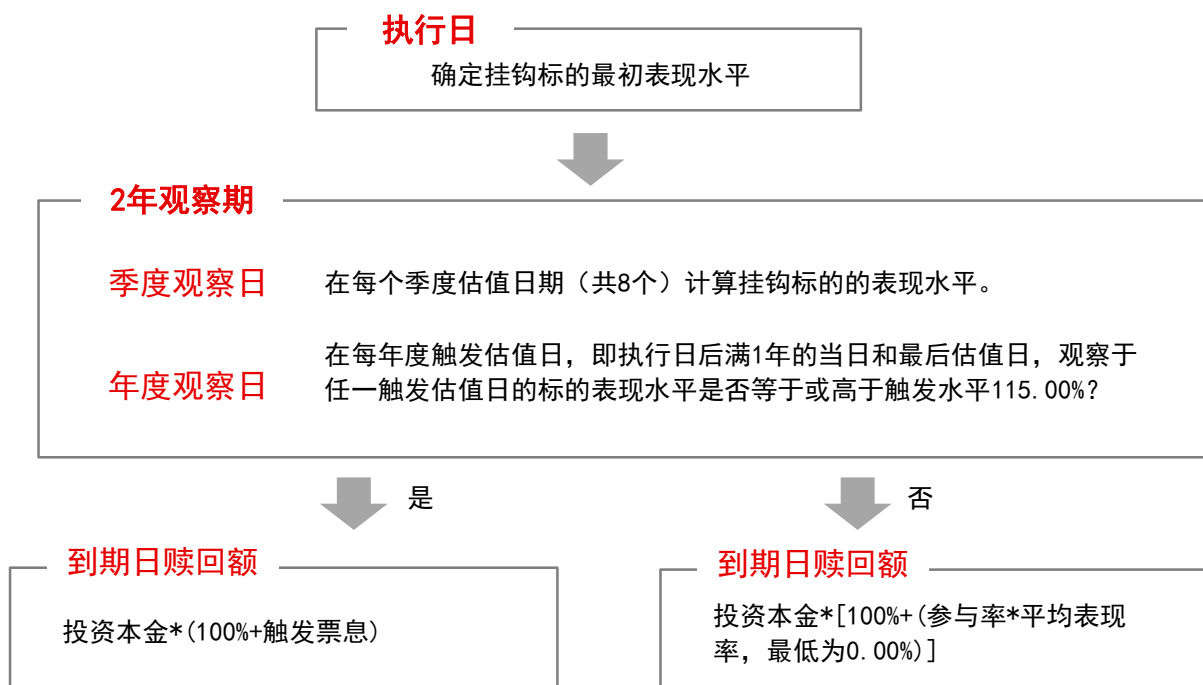 执行日
确定挂钩标的最初表现水平
2年观察期
季度观察日
在每个季度估值日期（共8个）计算挂钩标的的表现水平。
年度观察日
在每年度触发估值日，即执行日后满1年的当日和最后估值日，观察于
任一触发估值日的标的表现水平是否等于或高于触发水平115.00%?
是
否
到期日赎回额
投资本金*(100%+触发票息)
到期日赎回额
投资本金*[100%+(参与率*平均表现
率，最低为0.00%)]